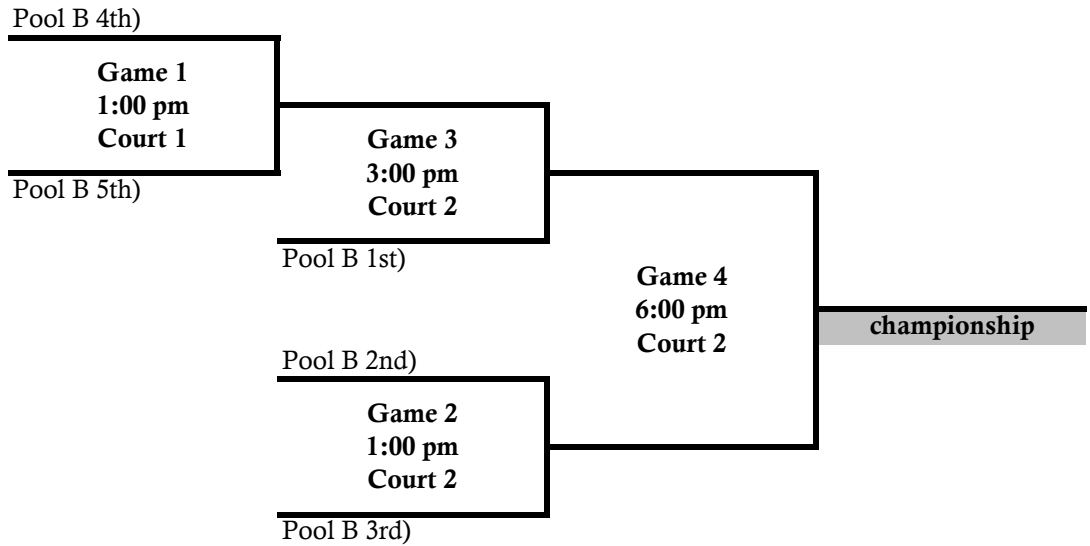 Pool B 4th)
Game 1
1:00 pm
Court 1
Pool B 5th)
Game 3
3:00 pm
Court 2
Pool B 1st)
Game 4
6:00 pm
Court 2
championship
Pool B 2nd)
Game 2
1:00 pm
Court 2
Pool B 3rd)